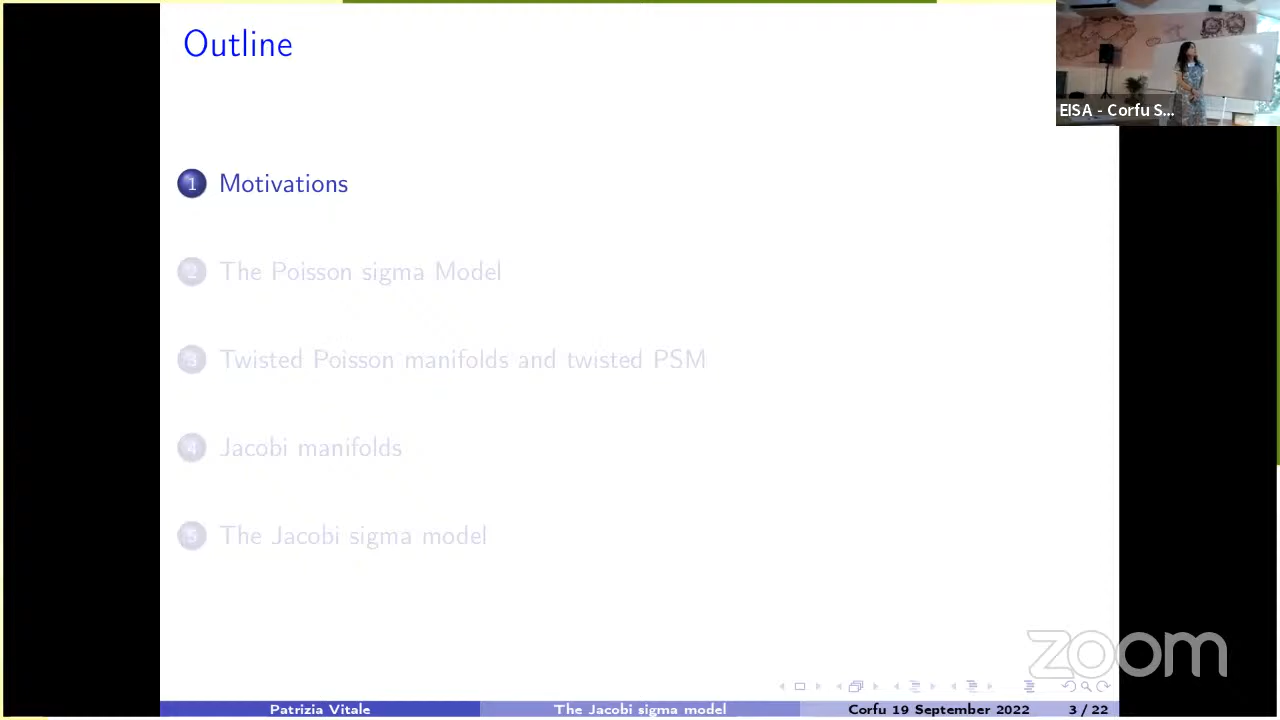 Outline
EISA - Corfu S...
1 Motivations
2 The Poisson sigma Model
3 Twisted Poisson manifolds and twisted PSM
4 Jacobi manifolds
5 The Jacobi sigma model
zoom
Patrizia Vitale The Jacobi sigma model Corfu 19 September 2022 3 / 22